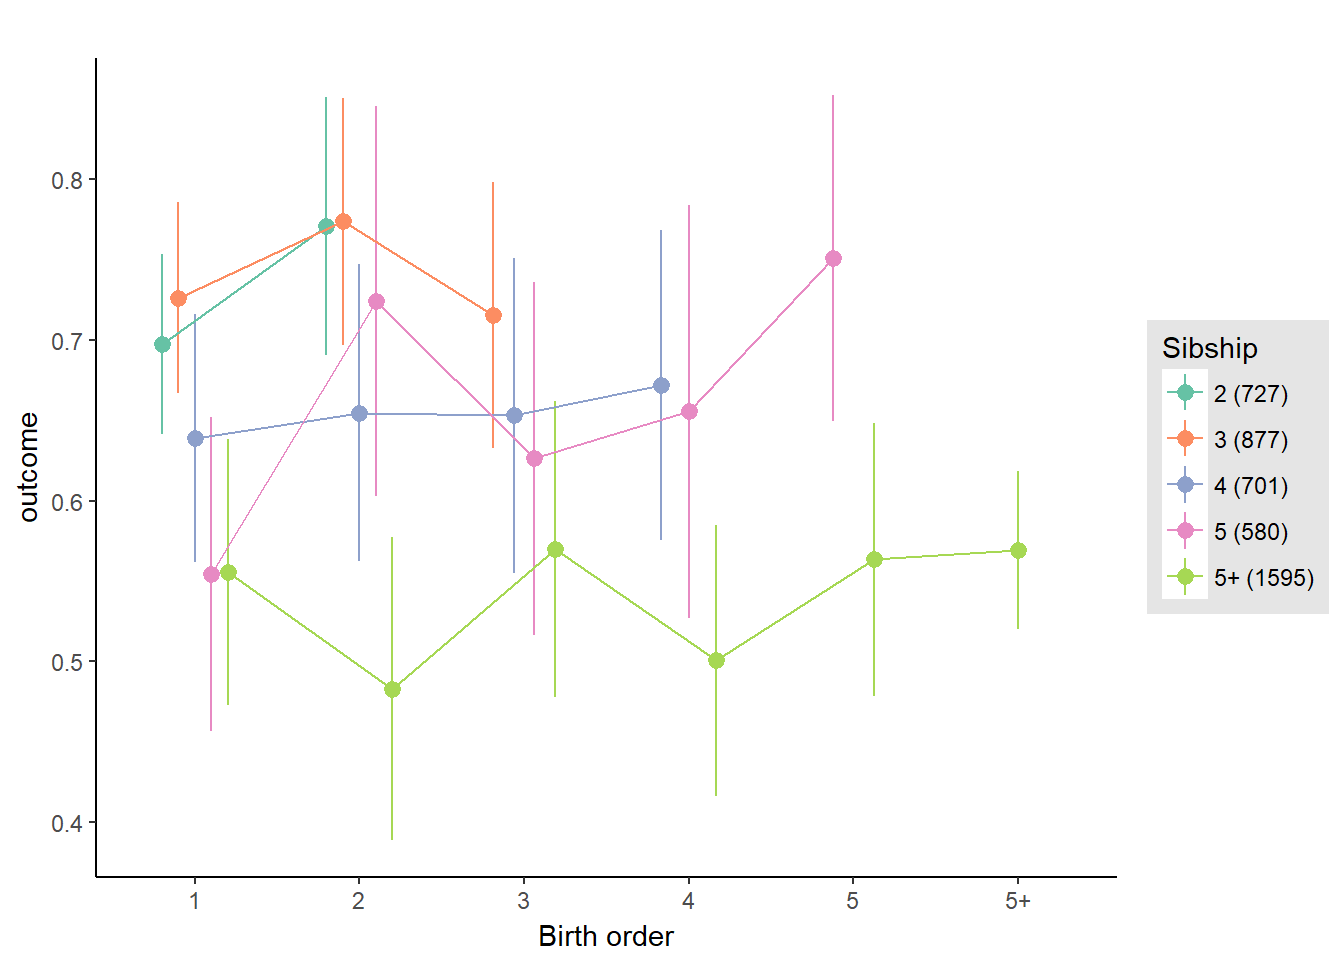 0.8
0.7
0.6
0.5
0.4
outcome
1 2 3 4 5 5+
Birth order
Sibship
2 (727)
3 (877)
4 (701)
5 (580)
5+ (1595)